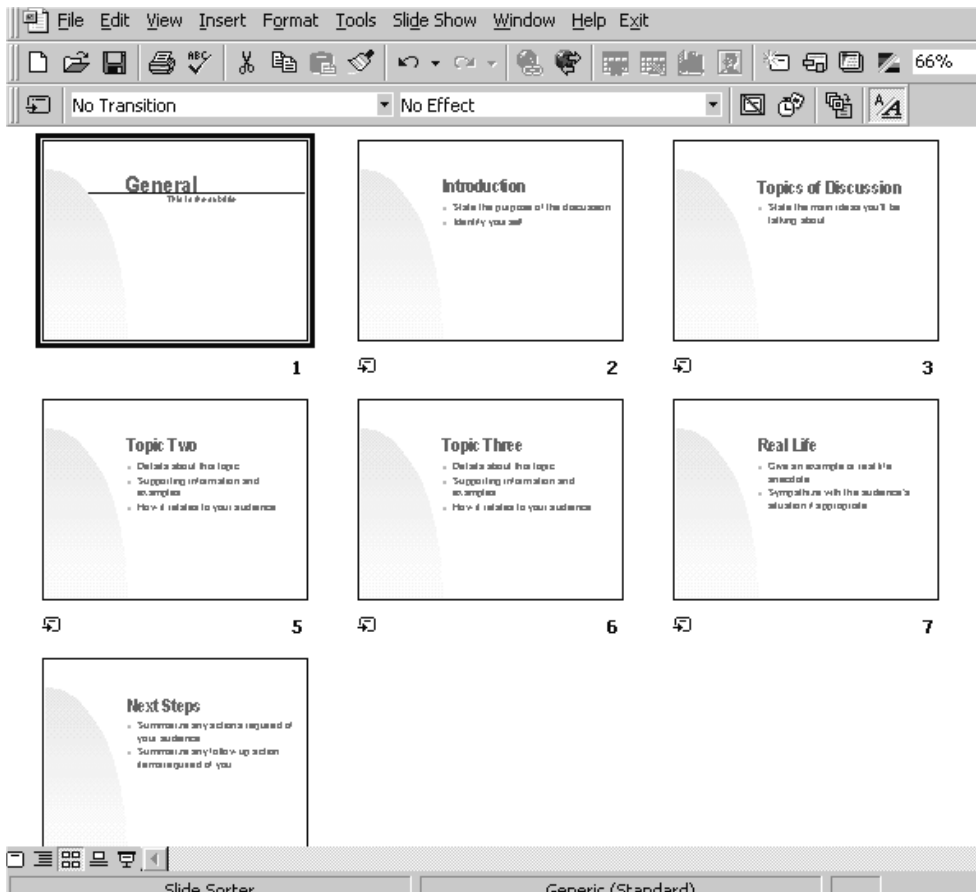 File Edit View Insert Format Tools Slide Show Window Help Exit
ABC
66%
No Transition No Effect
General
This is the subtitle
Introduction
State the purpose of the discussion
Identify yourself
Topics of Discussion
State the main ideas you'll be
talking about
1 2 3
Topic Two
Details about this topic
Supporting information and
examples
How it relates to your audience
Topic Three
Details about this topic
Supporting information and
examples
How it relates to your audience
Real Life
Give an example or real life
anecdote
Sympathize with the audience's
situation if appropriate
5 6 7
Next Steps
Summarize any actions required of
your audience
Summarize any follow-up action
items required of you
Slide Sorter Generic (Standard)